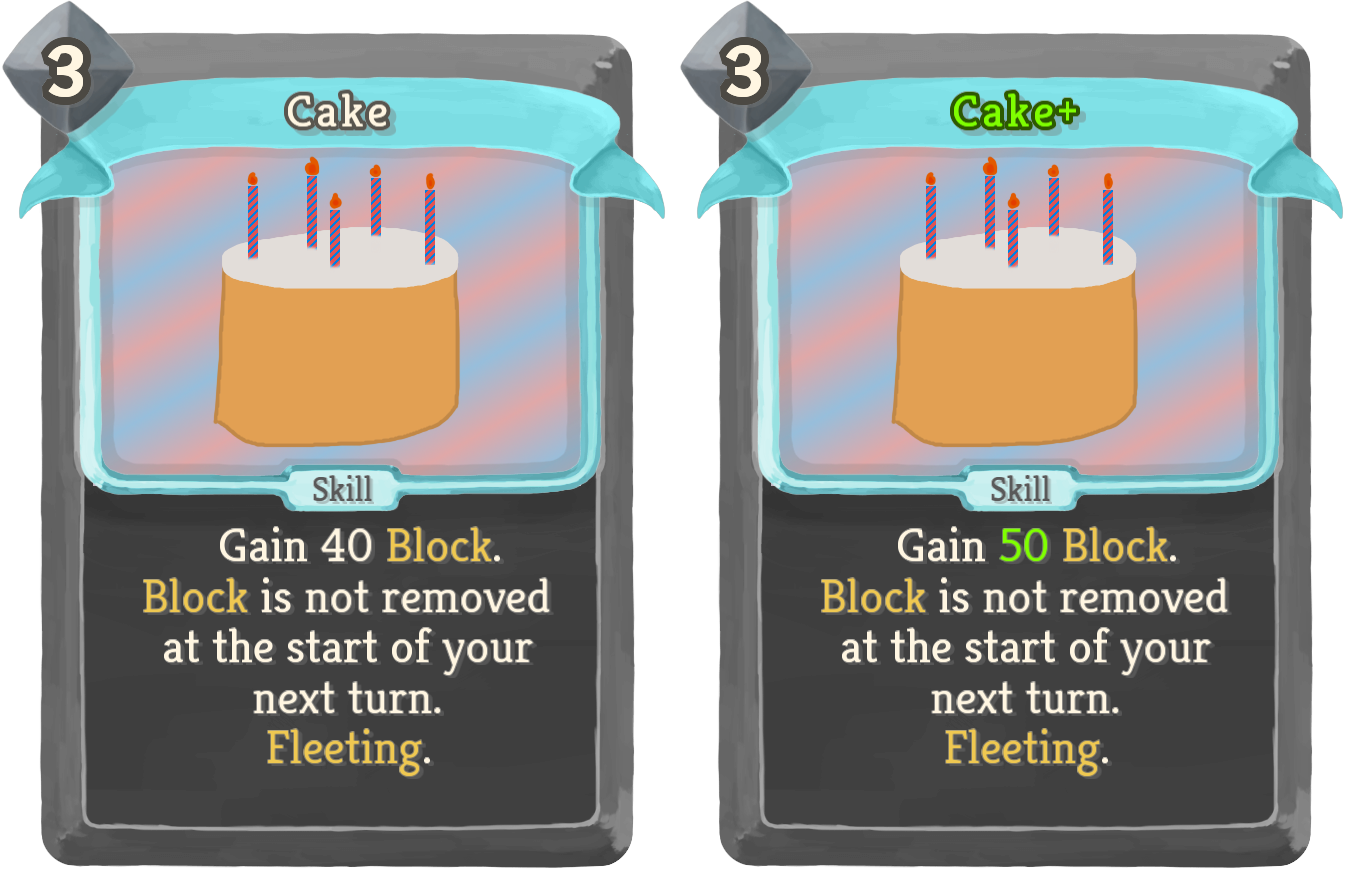 3
Cake
Skill
Gain 40 Block.
Block is not removed
at the start of your
next turn.
Fleeting.
3
Cake+
Skill
Gain 50 Block.
Block is not removed
at the start of your
next turn.
Fleeting.